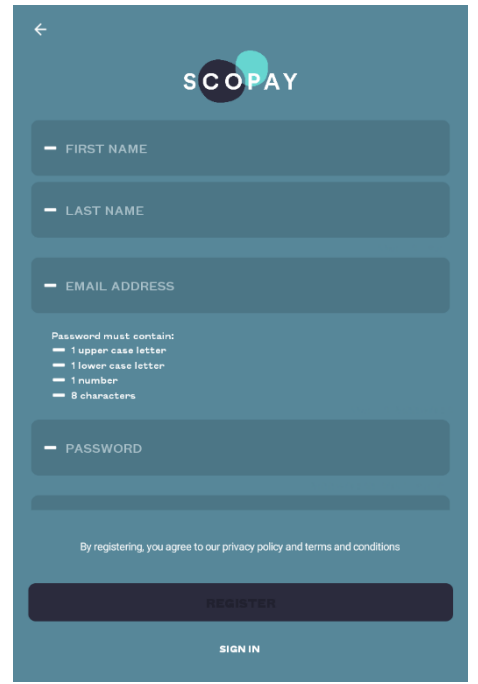 SCOPAY
FIRST NAME
LAST NAME
EMAIL ADDRESS
Password must contain:
1 upper case letter
1 lower case letter
1 number
8 characters
PASSWORD
By registering, you agree to our privacy policy and terms and conditions
REGISTER
SIGN IN